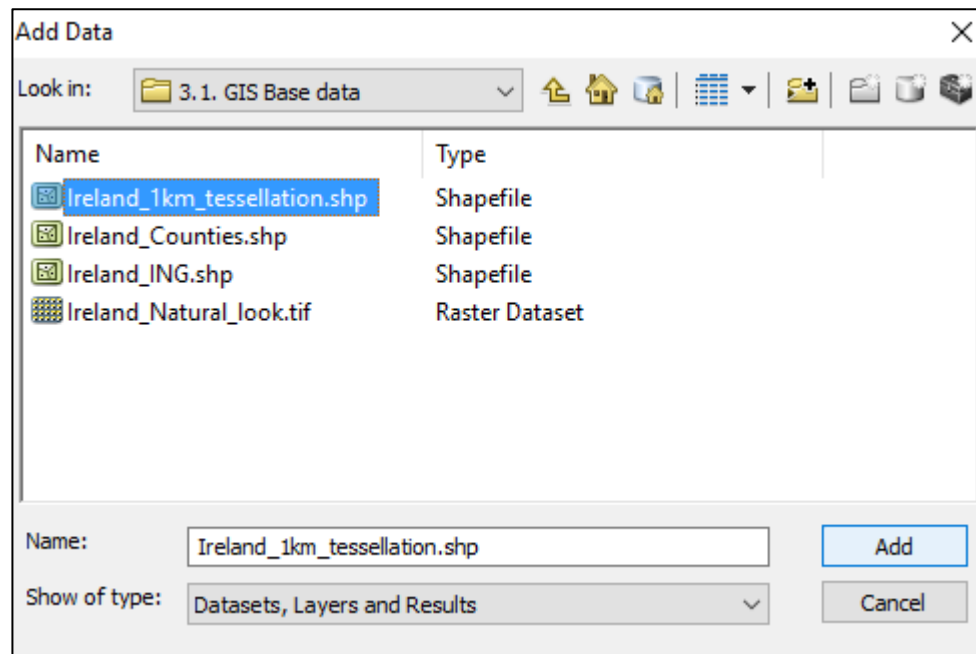 Add Data
Look in: 3.1. GIS Base data
Name Type
Ireland_1km_tessellation.shp Shapefile
Ireland_Counties.shp Shapefile
Ireland_ING.shp Shapefile
Ireland_Natural_look.tif Raster Dataset
Name: Ireland_1km_tessellation.shp Add
Show of type: Datasets, Layers and Results Cancel